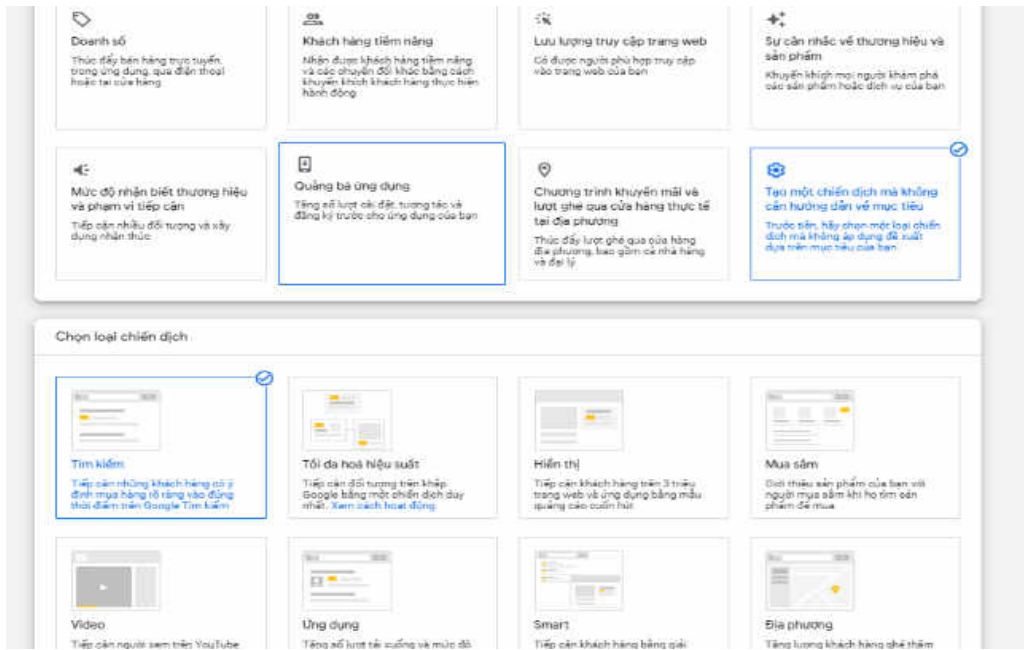 Doanh số
Thúc đẩy bán hàng trực tuyến,
trong ứng dụng, qua điện thoại
hoặc tại cửa hàng
Khách hàng tiềm năng
Nhận được khách hàng tiềm năng
và các chuyển đổi khác bằng cách
khuyến khích khách hàng thực hiện
hành động
Lưu lượng truy cập trang web
Có được người phù hợp truy cập
vào trang web của bạn
Sự cân nhắc về thương hiệu và
sản phẩm
Khuyến khích mọi người khám phá
các sản phẩm hoặc dịch vụ của bạn
Mức độ nhận biết thương hiệu
và phạm vi tiếp cận
Tiếp cận nhiều đối tượng và xây
dựng nhận thức
Quảng bá ứng dụng
Tăng số lượt cài đặt, tương tác và
đăng ký trước cho ứng dụng của bạn
Chương trình khuyến mãi và
lượt ghé qua cửa hàng thực tế
tại địa phương
Thúc đẩy lượt ghé qua cửa hàng
địa phương, bao gồm cả nhà hàng
và đại lý
Tạo một chiến dịch mà không
cần hướng dẫn về mục tiêu
Trước tiên, hãy chọn một loại chiến
dịch mà không áp dụng đề xuất
dựa trên mục tiêu của bạn.
Chọn loại chiến dịch
Tìm kiếm
Tiếp cận những khách hàng có ý
định mua hàng rõ ràng vào đúng
thời điểm trên Google Tìm kiếm
Tối đa hoá hiệu suất
Tiếp cận đối tượng trên khắp
Google bằng một chiến dịch duy
nhất. Xem cách hoạt động
Hiển thị
Tiếp cận khách hàng trên 3 triệu
trang web và ứng dụng bằng mẫu
quảng cáo cuốn hút
Mua sắm
Giới thiệu sản phẩm của bạn với
người mua sắm khi họ tìm sản
phẩm để mua
Video
Tiếp cận người xem trên YouTube
Ứng dụng
Tăng số lượt tải xuống và mức độ
Smart
Tiếp cận khách hàng bằng giải
Địa phương
Tăng lượng khách hàng ghé thăm